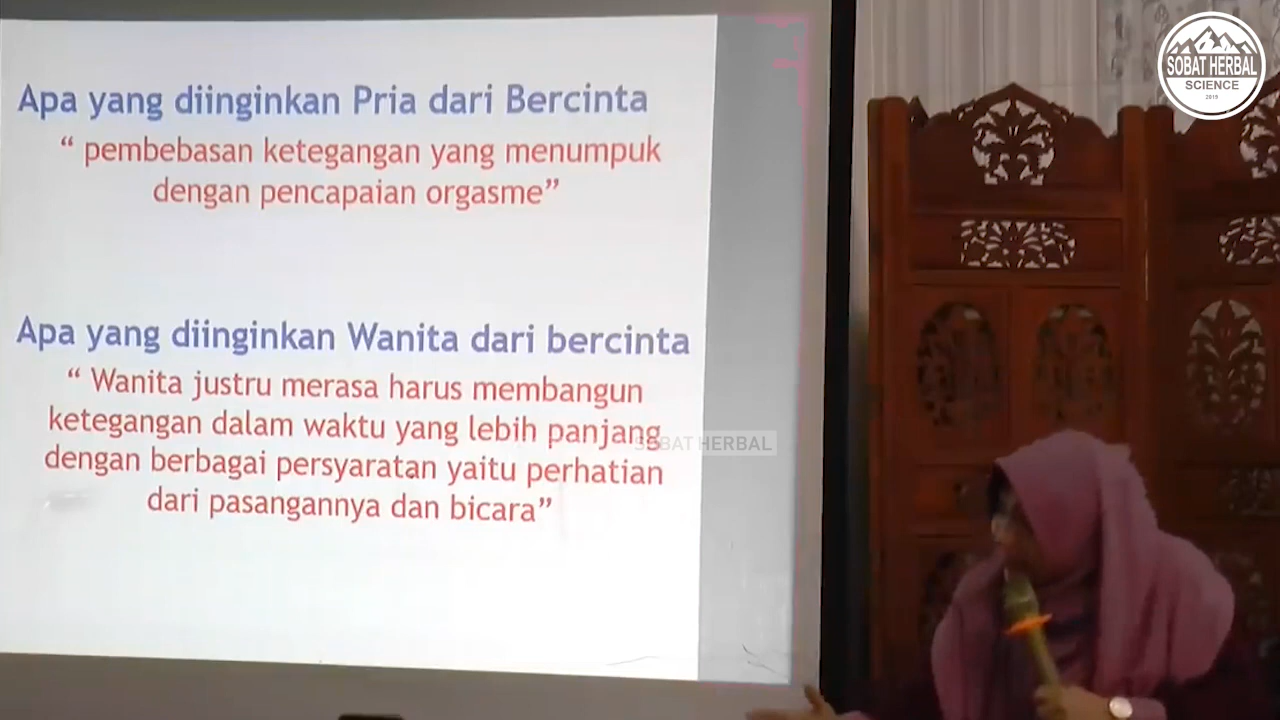 Apa yang diinginkan Pria dari Bercinta
“ pembebasan ketegangan yang menumpuk
dengan pencapaian orgasme”
Apa yang diinginkan Wanita dari bercinta
“ Wanita justru merasa harus membangun
ketegangan dalam waktu yang lebih panjang
dengan berbagai persyaratan yaitu perhatian
dari pasangannya dan bicara”
SOBAT HERBAL
SOBAT HERBAL
SCIENCE
2015